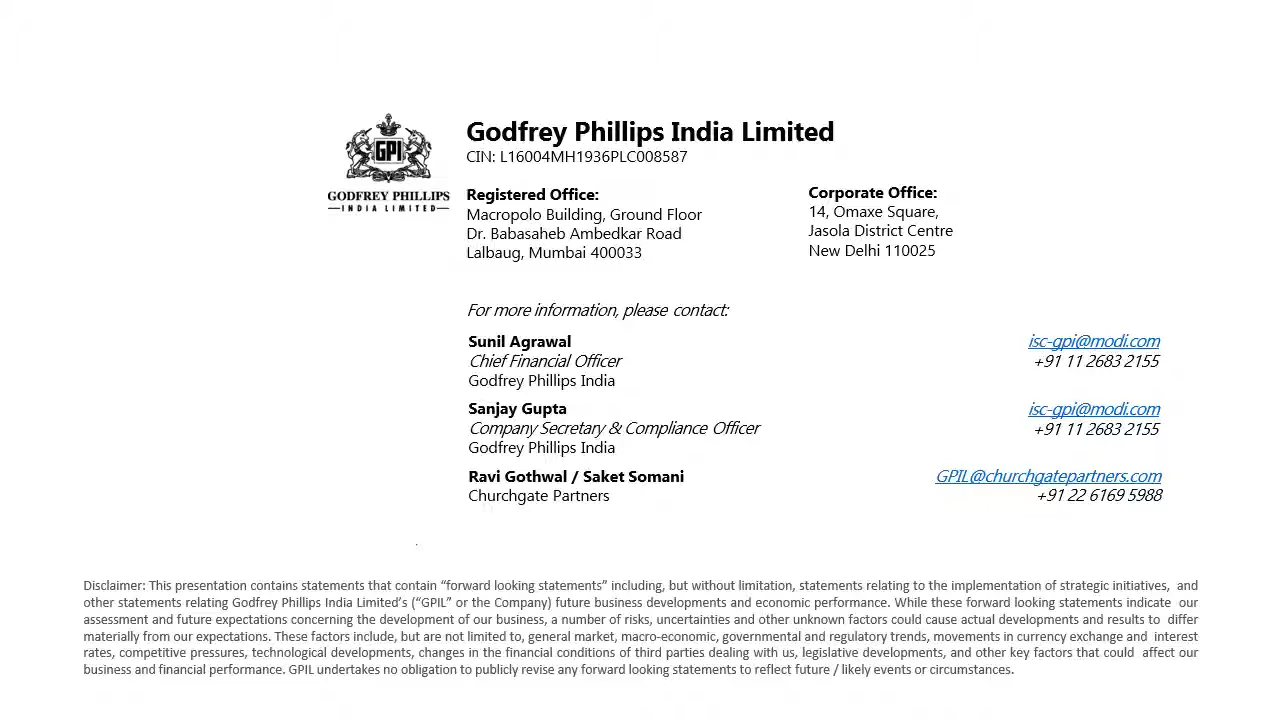 GPI
GODFREY PHILLIPS
INDIA LIMITED
Godfrey Phillips India Limited
CIN: L16004MH1936PLC008587
Registered Office:
Macropolo Building, Ground Floor
Dr. Babasaheb Ambedkar Road
Lalbaug, Mumbai 400033
Corporate Office:
14, Omaxe Square,
Jasola District Centre
New Delhi 110025
For more information, please contact:
Sunil Agrawal
Chief Financial Officer
Godfrey Phillips India
isc-gpi@modi.com
+91 11 2683 2155
Sanjay Gupta
Company Secretary & Compliance Officer
Godfrey Phillips India
isc-gpi@modi.com
+91 11 2683 2155
Ravi Gothwal / Saket Somani
Churchgate Partners
GPIL@churchgatepartners.com
+91 22 6169 5988
Disclaimer: This presentation contains statements that contain “forward looking statements” including, but without limitation, statements relating to the implementation of strategic initiatives, and
other statements relating Godfrey Phillips India Limited’s (“GPIL” or the Company) future business developments and economic performance. While these forward looking statements indicate our
assessment and future expectations concerning the development of our business, a number of risks, uncertainties and other unknown factors could cause actual developments and results to differ
materially from our expectations. These factors include, but are not limited to, general market, macro-economic, governmental and regulatory trends, movements in currency exchange and interest
rates, competitive pressures, technological developments, changes in the financial conditions of third parties dealing with us, legislative developments, and other key factors that could affect our
business and financial performance. GPIL undertakes no obligation to publicly revise any forward looking statements to reflect future / likely events or circumstances.